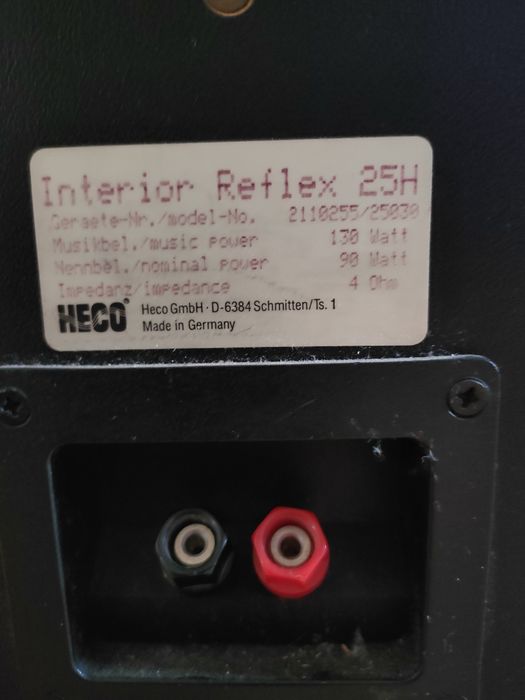 Interior Reflex 25H
Geraete-Nr./model-No. 2110255/25030
Musikbel./music power 130 Watt
Nennbel./nominal power 90 Watt
Impedanz/impedance 4 Ohm
HECO® Heco GmbH · D-6384 Schmitten/Ts. 1
Made in Germany